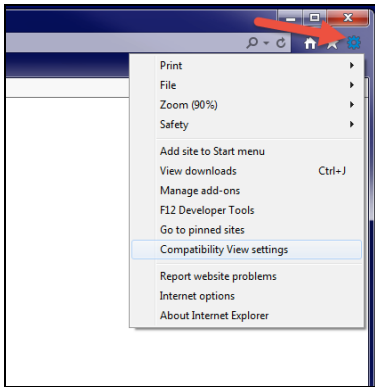 Print
File
Zoom (90%)
Safety
Add site to Start menu
View downloads Ctrl+J
Manage add-ons
F12 Developer Tools
Go to pinned sites
Compatibility View settings
Report website problems
Internet options
About Internet Explorer